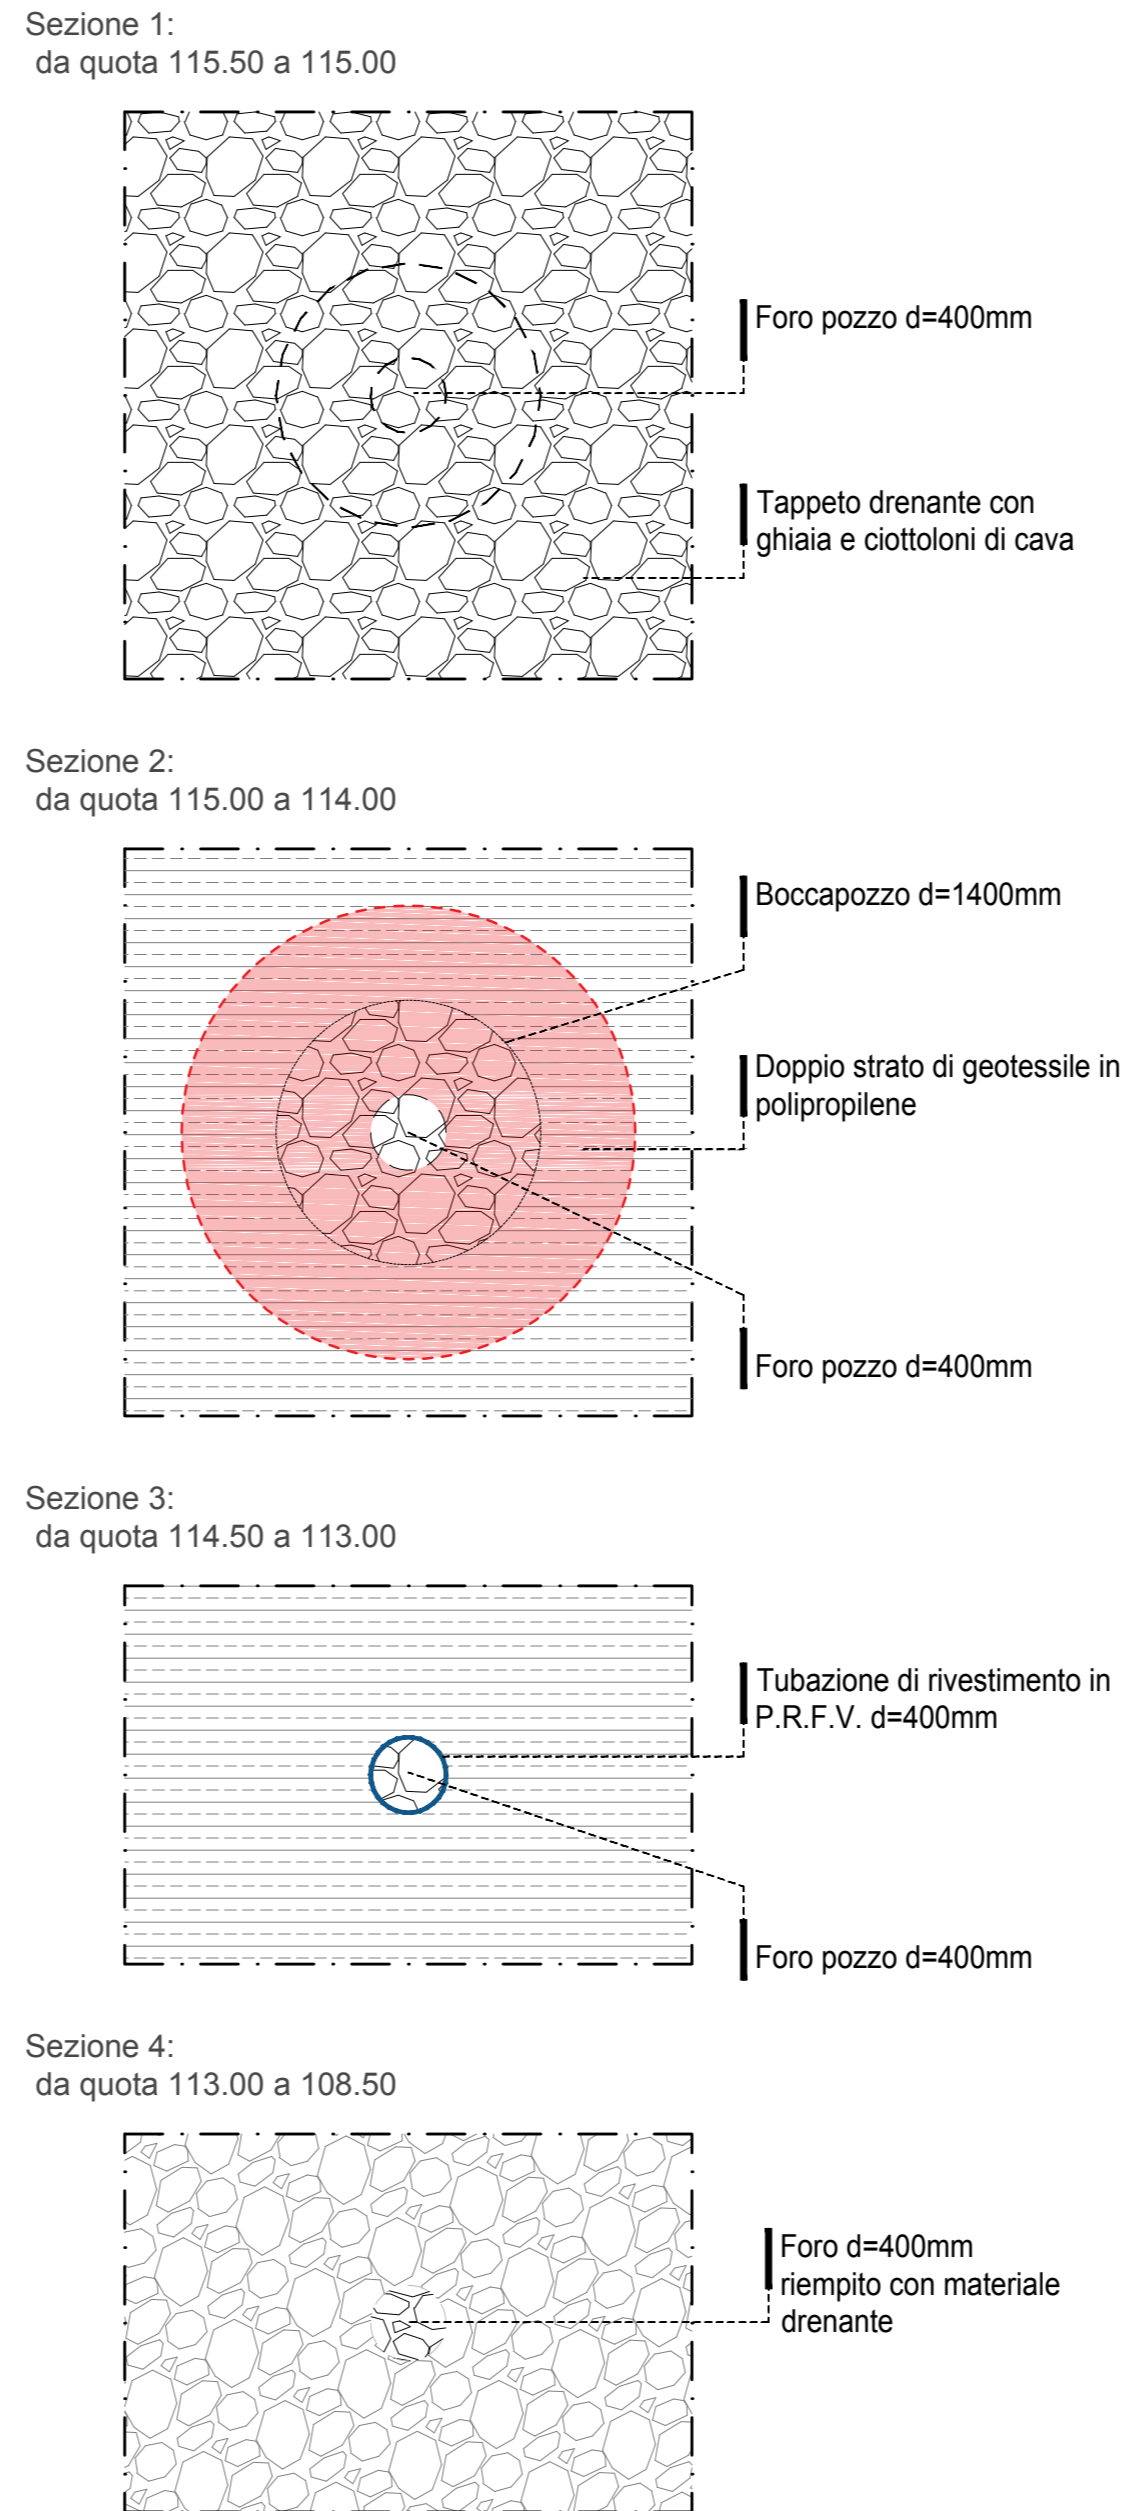 Sezione 1:
da quota 115.50 a 115.00
Foro pozzo d=400mm
Tappeto drenante con
ghiaia e ciottoloni di cava
Sezione 2:
da quota 115.00 a 114.00
Boccapozzo d=1400mm
Doppio strato di geotessile in
polipropilene
Foro pozzo d=400mm
Sezione 3:
da quota 114.50 a 113.00
Tubazione di rivestimento in
P.R.F.V. d=400mm
Foro pozzo d=400mm
Sezione 4:
da quota 113.00 a 108.50
Foro d=400mm
riempito con materiale
drenante